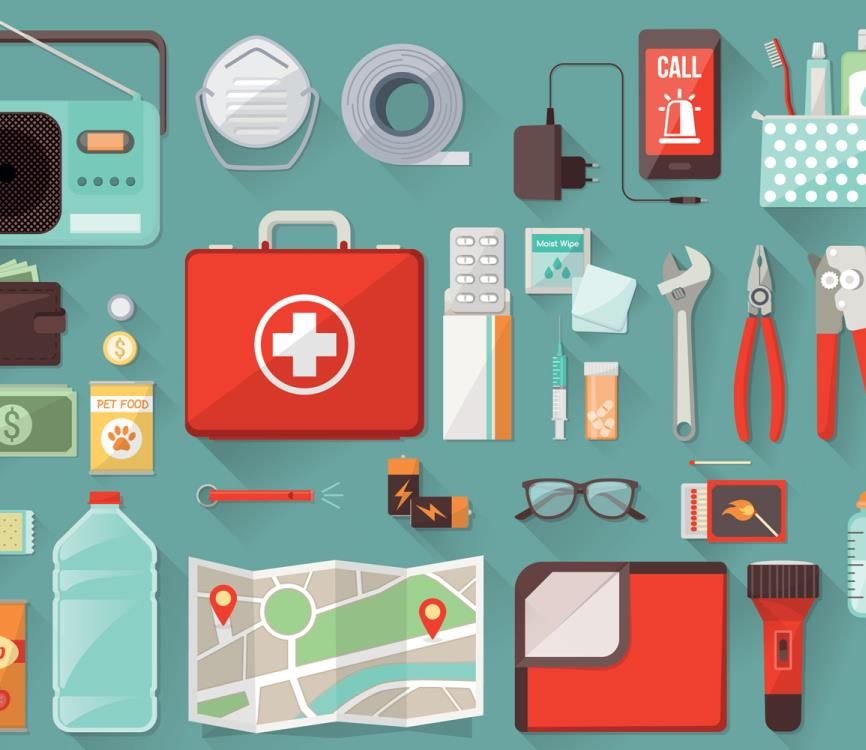 CALL
Moist Wipe
$
PET FOOD
$